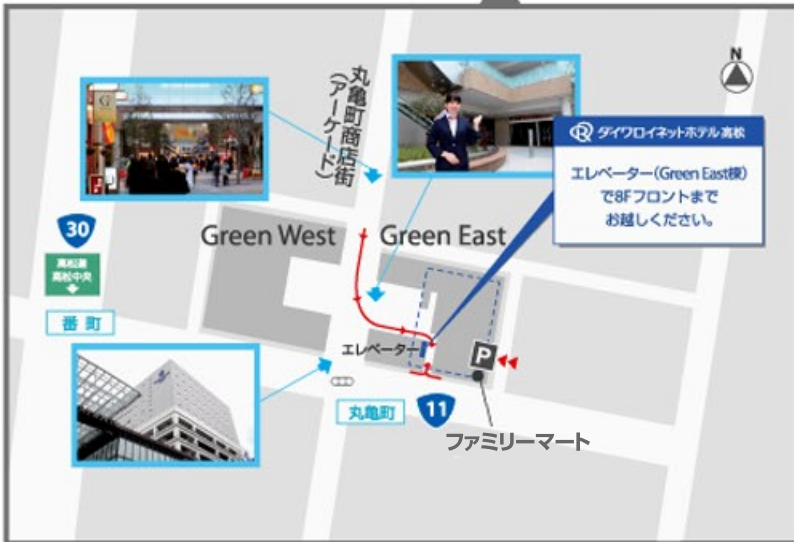 N
丸亀町商店街
(アーケード)
G
ダイワロイネットホテル高松
エレベーター(Green East棟)
で8Fフロントまで
お越しください。
30
高松道
高松中央
番町
Green West
Green East
エレベーター
P
丸亀町
11
ファミリーマート